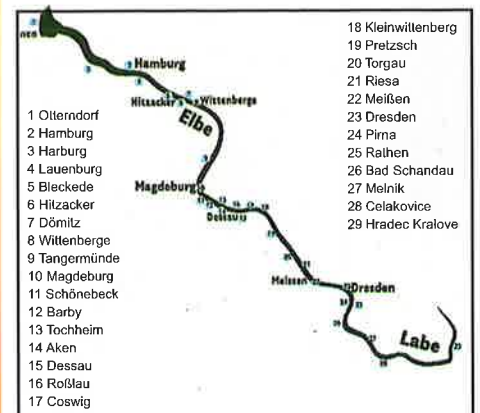 Hamburg
Hitzacker
Wittenberge
Elbe
Magdeburg
Dessau
Meissen
Dresden
Labe
1 Otterndorf
2 Hamburg
3 Harburg
4 Lauenburg
5 Bleckede
6 Hitzacker
7 Dömitz
8 Wittenberge
9 Tangermünde
10 Magdeburg
11 Schönebeck
12 Barby
13 Tochheim
14 Aken
15 Dessau
16 Roßlau
17 Coswig
18 Kleinwittenberg
19 Pretzsch
20 Torgau
21 Riesa
22 Meißen
23 Dresden
24 Pirna
25 Rathen
26 Bad Schandau
27 Melnik
28 Celakovice
29 Hradec Kralove